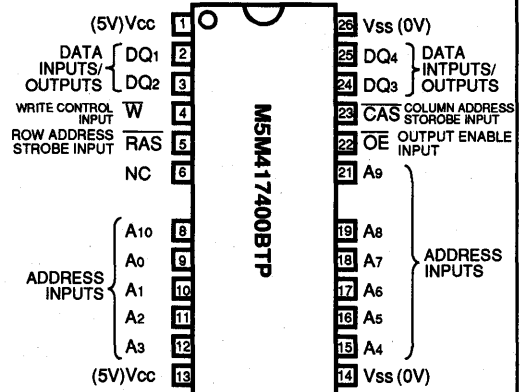 (5V)Vcc 1 26 Vss (0V)
DATA INPUTS/ OUTPUTS DQ1 2 25 DQ4 DATA INTPUTS/ OUTPUTS
DQ2 3 24 DQ3
WRITE CONTROL INPUT W 4 23 CAS COLUMN ADDRESS STOROBE INPUT
ROW ADDRESS STROBE INPUT RAS 5 22 OE OUTPUT ENABLE INPUT
NC 6 21 A9
M5M417400BTP
A10 8 19 A8
A0 9 18 A7
ADDRESS INPUTS A1 10 17 A6 ADDRESS INPUTS
A2 11 16 A5
A3 12 15 A4
(5V)Vcc 13 14 Vss (0V)